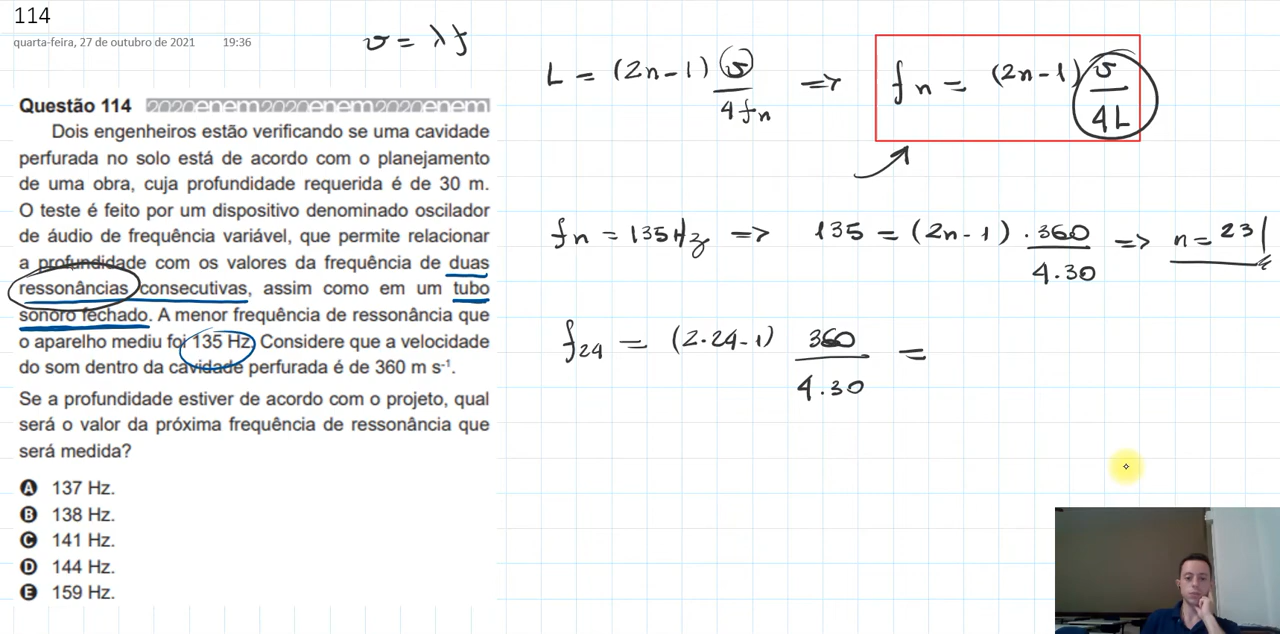 114
quarta-feira, 27 de outubro de 2021 19:36
v = λf
L = (2n-1) v/4fn => fn = (2n-1) v/4L
Questão 114 2020enem2020enem2020enem
Dois engenheiros estão verificando se uma cavidade
perfurada no solo está de acordo com o planejamento
de uma obra, cuja profundidade requerida é de 30 m.
O teste é feito por um dispositivo denominado oscilador
de áudio de frequência variável, que permite relacionar
a profundidade com os valores da frequência de duas
ressonâncias consecutivas, assim como em um tubo
sonoro fechado. A menor frequência de ressonância que
o aparelho mediu foi 135 Hz. Considere que a velocidade
do som dentro da cavidade perfurada é de 360 m s⁻¹.
Se a profundidade estiver de acordo com o projeto, qual
será o valor da próxima frequência de ressonância que
será medida?
A 137 Hz.
B 138 Hz.
C 141 Hz.
D 144 Hz.
E 159 Hz.
fn = 135Hz => 135 = (2n-1) . 360/4.30 => n = 23
f24 = (2.24-1) 360/4.30 =